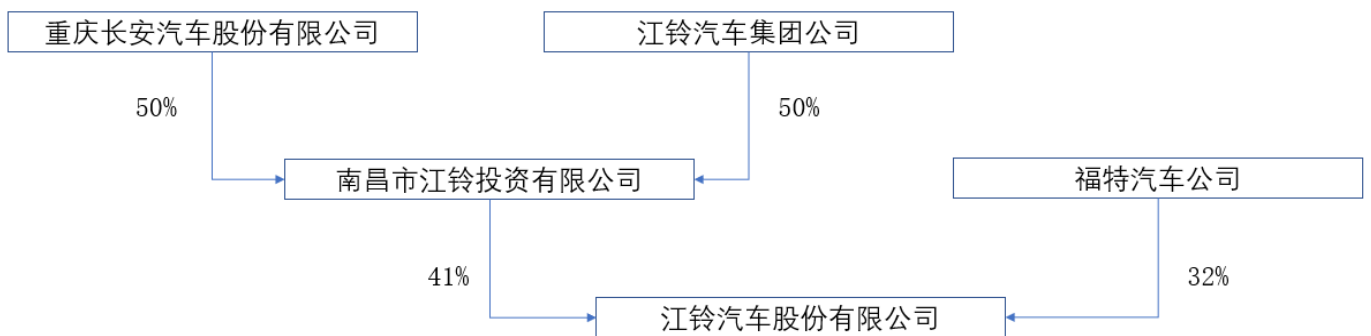 重庆长安汽车股份有限公司
江铃汽车集团公司
50%
50%
南昌市江铃投资有限公司
福特汽车公司
41%
32%
江铃汽车股份有限公司